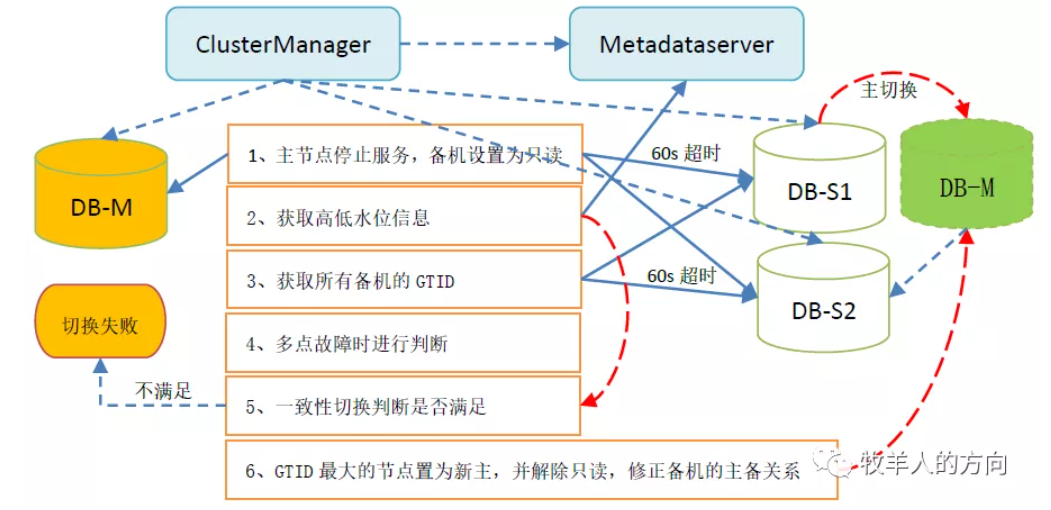 ClusterManager
Metadataserver
主切换
1、主节点停止服务，备机设置为只读
60s 超时
DB-M
DB-S1
DB-M
2、获取高低水位信息
3、获取所有备机的 GTID
60s 超时
DB-S2
切换失败
4、多点故障时进行判断
不满足
5、一致性切换判断是否满足
6、GTID 最大的节点置为新主，并解除只读，修正备机的主备关系
牧羊人的方向